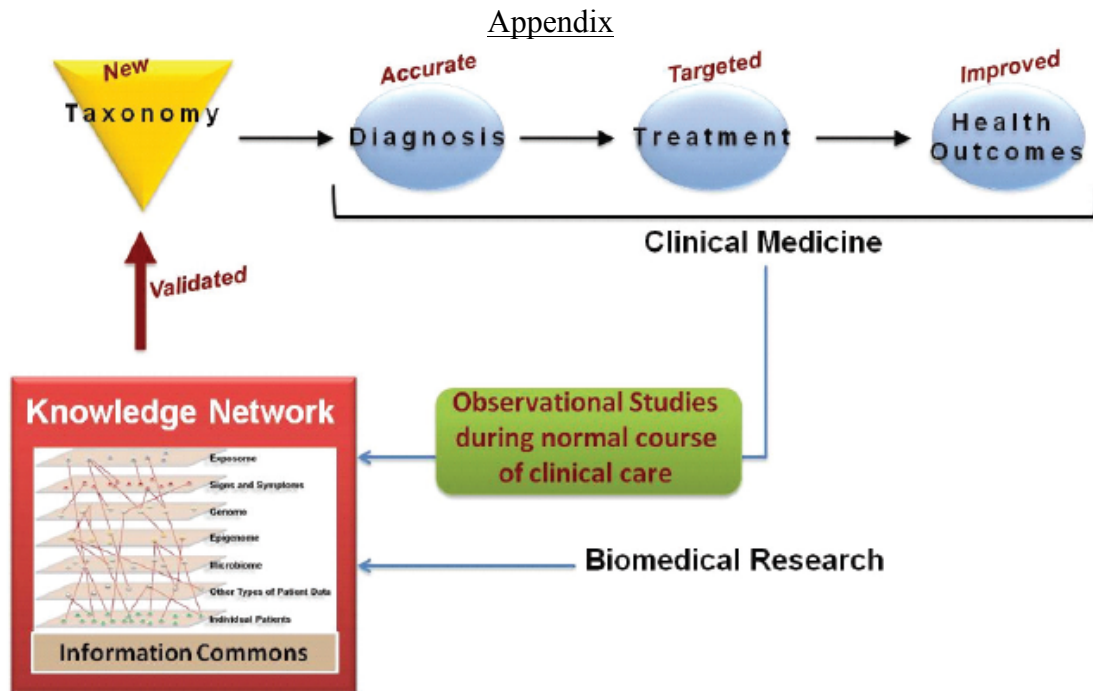 Appendix
New
Taxonomy
Accurate
Diagnosis
Targeted
Treatment
Improved
Health
Outcomes
Clinical Medicine
Validated
Knowledge Network
Exposome
Signs and Symptoms
Genome
Epigenome
Microbiome
Other Types of Patient Data
Individual Patients
Information Commons
Observational Studies
during normal course
of clinical care
Biomedical Research